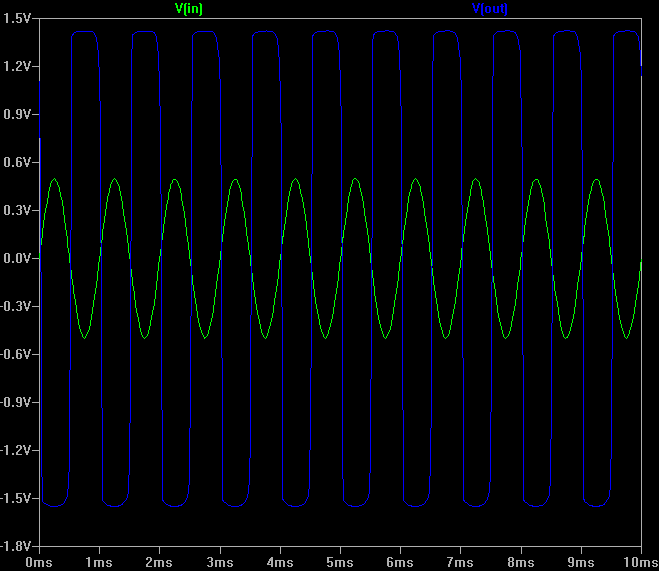 V(in) V(out)
1.5V
1.2V
0.9V
0.6V
0.3V
0.0V
-0.3V
-0.6V
-0.9V
-1.2V
-1.5V
-1.8V
0ms 1ms 2ms 3ms 4ms 5ms 6ms 7ms 8ms 9ms 10ms